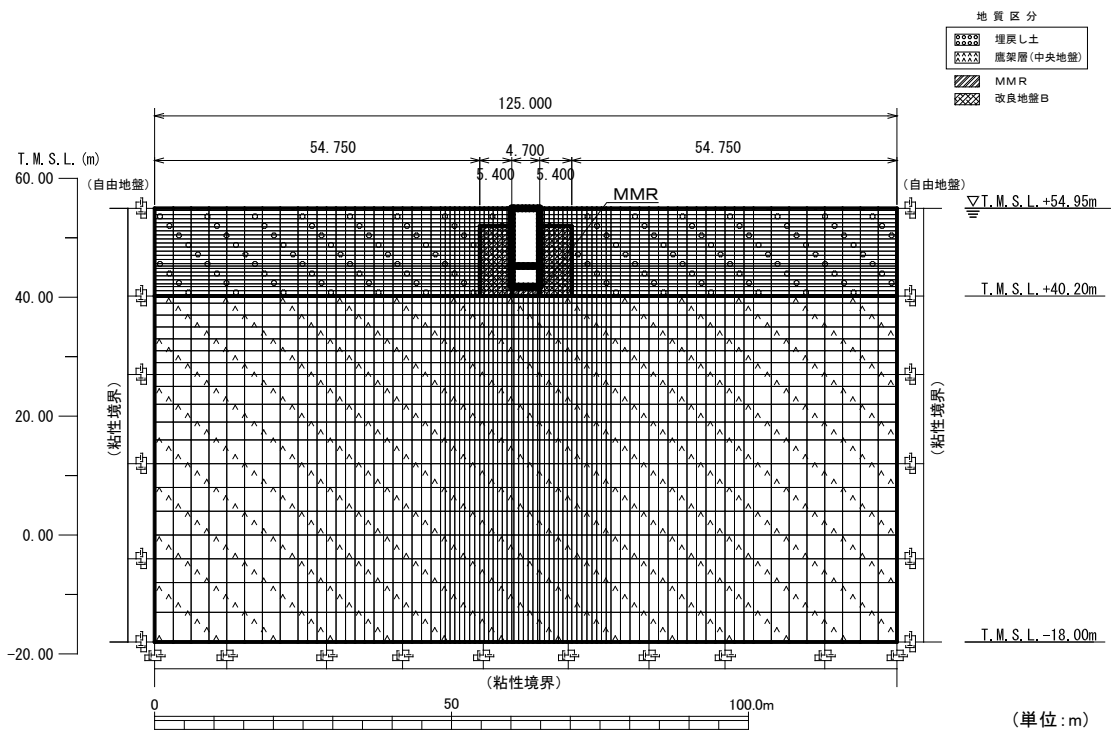 地質区分
埋戻し土
鷹架層(中央地盤)
MMR
改良地盤B
125.000
54.750
4.700
54.750
5.400
5.400
T.M.S.L.(m)
60.00
(自由地盤)
(自由地盤)
MMR
▽T.M.S.L.+54.95m
40.00
T.M.S.L.+40.20m
20.00
(粘性境界)
(粘性境界)
0.00
-20.00
T.M.S.L.-18.00m
(粘性境界)
0
50
100.0m
(単位:m)